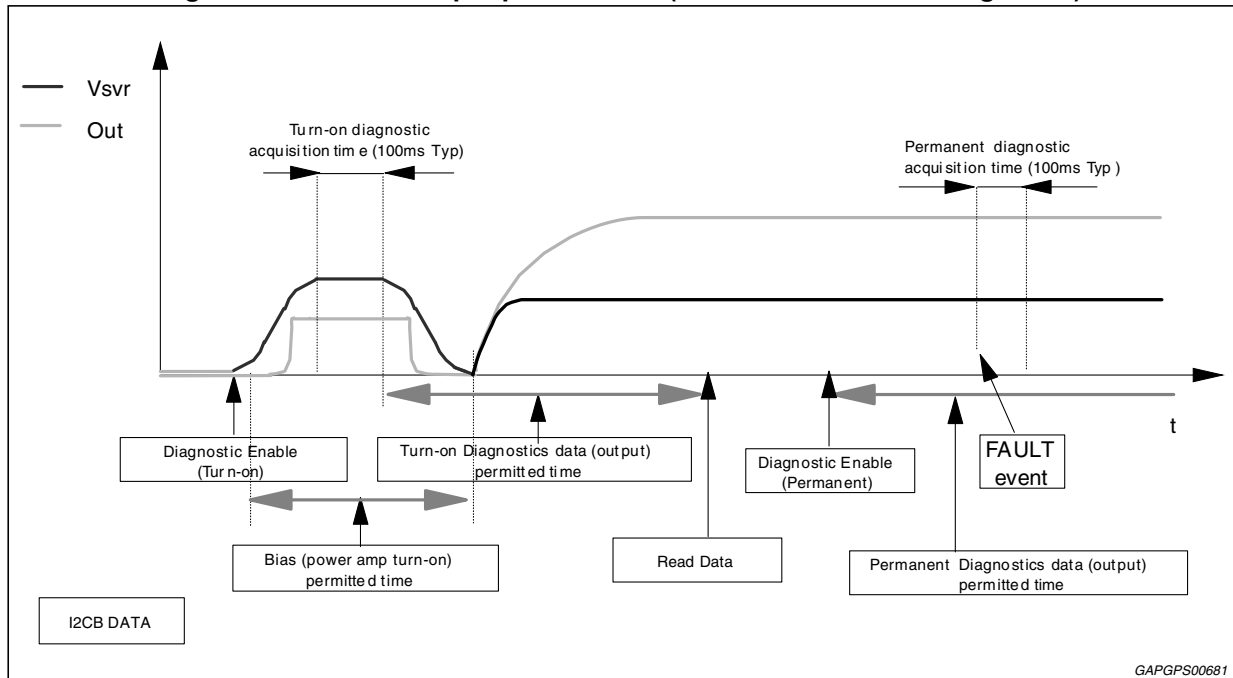 Vsvr
Out
Turn-on diagnostic
acquisition time (100ms Typ)
Permanent diagnostic
acquisition time (100ms Typ)
t
Diagnostic Enable
(Turn-on)
Turn-on Diagnostics data (output)
permitted time
Diagnostic Enable
(Permanent)
FAULT
event
Bias (power amp turn-on)
permitted time
Read Data
Permanent Diagnostics data (output)
permitted time
I2CB DATA
GAPGPS00681